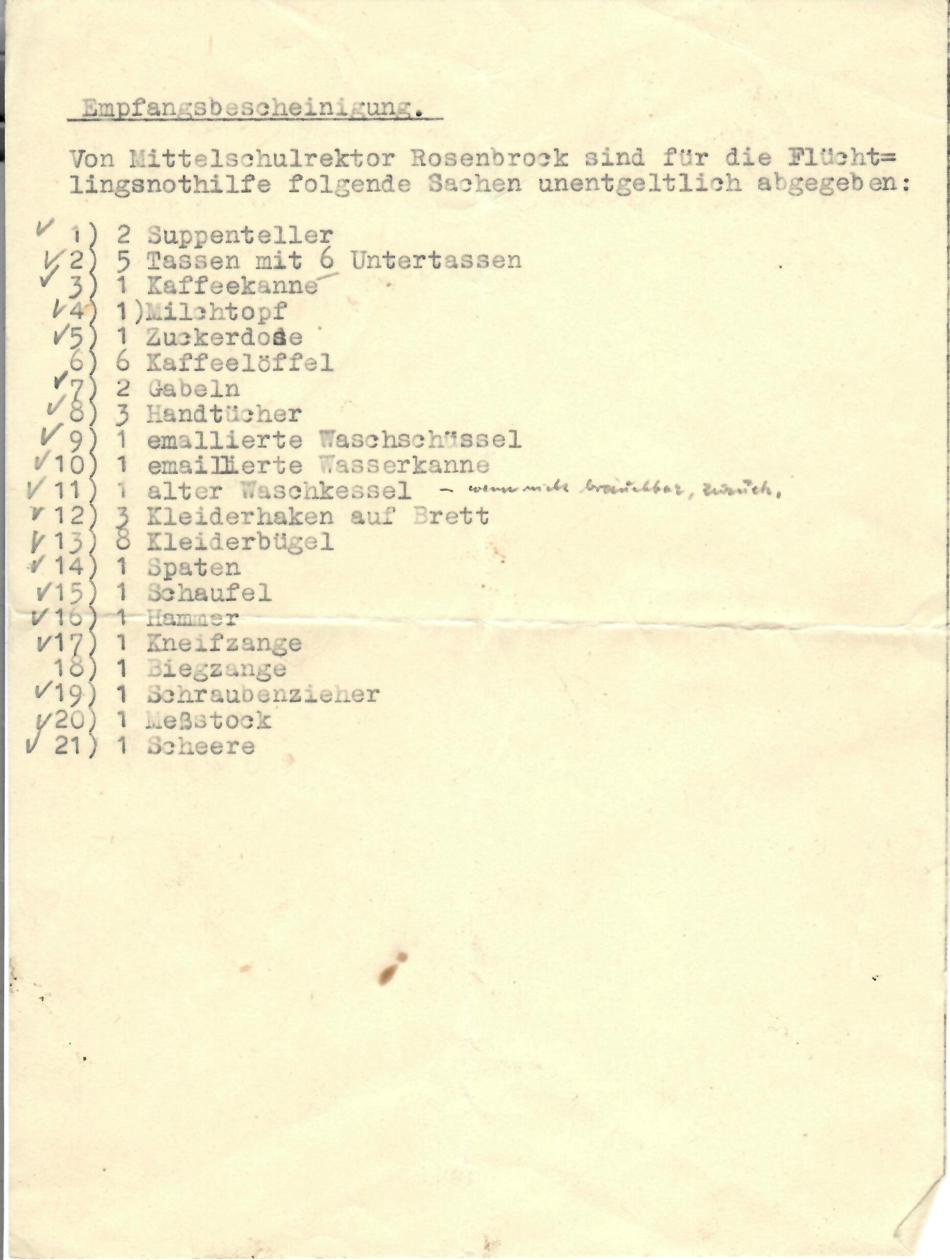 Empfangsbescheinigung.
Von Mittelschulrektor Rosenbrock sind für die Flücht=
lingsnothilfe folgende Sachen unentgeltlich abgegeben:
✓ 1) 2 Suppenteller
✓ 2) 5 Tassen mit 6 Untertassen
✓ 3) 1 Kaffeekanne
✓ 4) 1)Milchtopf
✓ 5) 1 Zuckerdose
6) 6 Kaffeelöffel
✓ 7) 2 Gabeln
✓ 8) 3 Handtücher
✓ 9) 1 emallierte Waschschüssel
✓ 10) 1 emaillierte Wasserkanne
✓ 11) 1 alter Waschkessel - wenn nicht brauchbar, zurück.
✓ 12) 3 Kleiderhaken auf Brett
✓ 13) 8 Kleiderbügel
✓ 14) 1 Spaten
✓ 15) 1 Schaufel
✓ 16) 1 Hammer
✓ 17) 1 Kneifzange
18) 1 Biegzange
✓ 19) 1 Schraubenzieher
✓ 20) 1 Meßstock
✓ 21) 1 Scheere